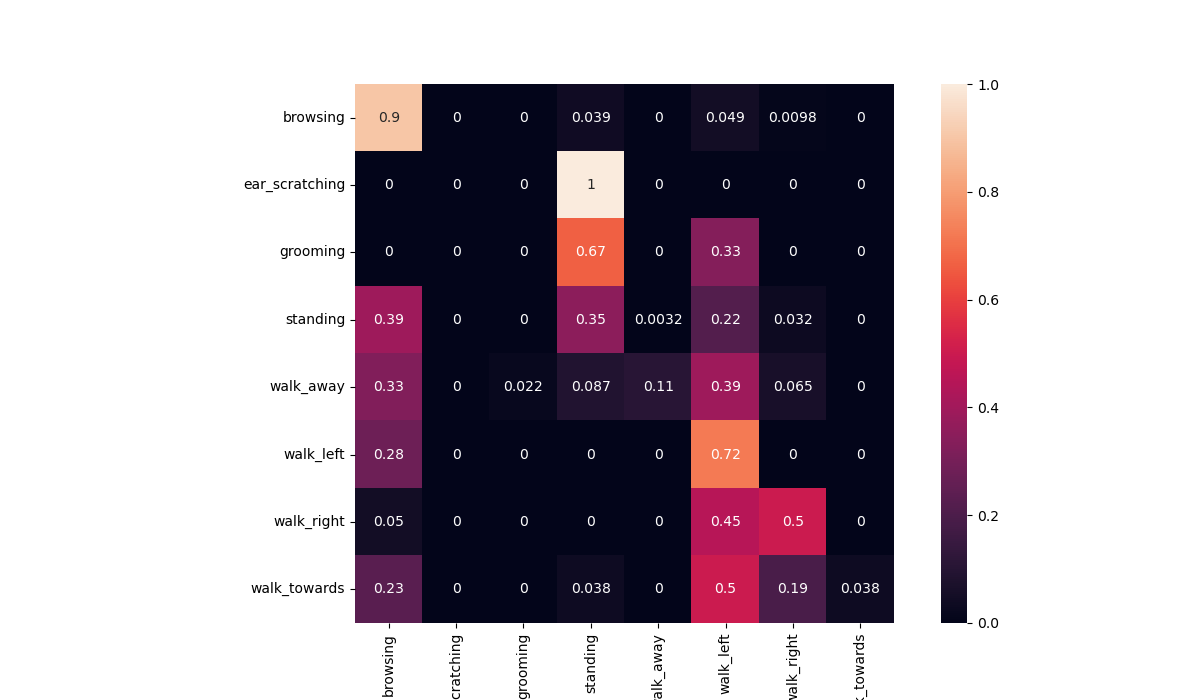 browsing 0.9 0 0 0.039 0 0.049 0.0098 0 1.0
ear_scratching 0 0 0 1 0 0 0 0
0.8
grooming 0 0 0 0.67 0 0.33 0 0
0.6
standing 0.39 0 0 0.35 0.0032 0.22 0.032 0
walk_away 0.33 0 0.022 0.087 0.11 0.39 0.065 0
0.4
walk_left 0.28 0 0 0 0 0.72 0 0
walk_right 0.05 0 0 0 0 0.45 0.5 0
0.2
walk_towards 0.23 0 0 0.038 0 0.5 0.19 0.038
0.0
browsing
cratching
grooming
standing
alk_away
walk_left
walk_right
k_towards